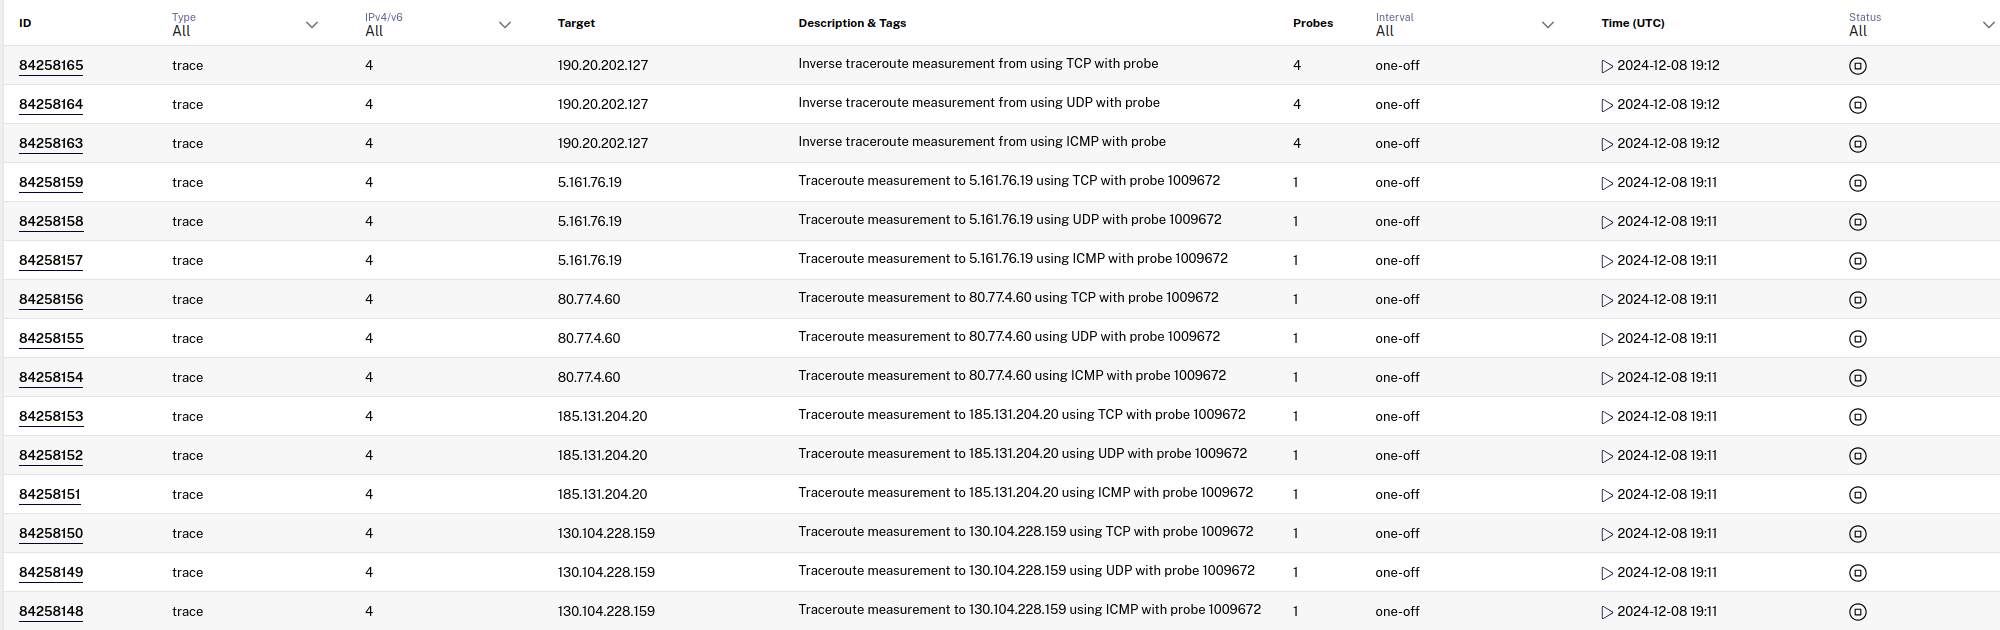 ID Type All IPv4/v6 All Target Description & Tags Probes Interval All Time (UTC) Status All
84258165 trace 4 190.20.202.127 Inverse traceroute measurement from using TCP with probe 4 one-off 2024-12-08 19:12
84258164 trace 4 190.20.202.127 Inverse traceroute measurement from using UDP with probe 4 one-off 2024-12-08 19:12
84258163 trace 4 190.20.202.127 Inverse traceroute measurement from using ICMP with probe 4 one-off 2024-12-08 19:12
84258159 trace 4 5.161.76.19 Traceroute measurement to 5.161.76.19 using TCP with probe 1009672 1 one-off 2024-12-08 19:11
84258158 trace 4 5.161.76.19 Traceroute measurement to 5.161.76.19 using UDP with probe 1009672 1 one-off 2024-12-08 19:11
84258157 trace 4 5.161.76.19 Traceroute measurement to 5.161.76.19 using ICMP with probe 1009672 1 one-off 2024-12-08 19:11
84258156 trace 4 80.77.4.60 Traceroute measurement to 80.77.4.60 using TCP with probe 1009672 1 one-off 2024-12-08 19:11
84258155 trace 4 80.77.4.60 Traceroute measurement to 80.77.4.60 using UDP with probe 1009672 1 one-off 2024-12-08 19:11
84258154 trace 4 80.77.4.60 Traceroute measurement to 80.77.4.60 using ICMP with probe 1009672 1 one-off 2024-12-08 19:11
84258153 trace 4 185.131.204.20 Traceroute measurement to 185.131.204.20 using TCP with probe 1009672 1 one-off 2024-12-08 19:11
84258152 trace 4 185.131.204.20 Traceroute measurement to 185.131.204.20 using UDP with probe 1009672 1 one-off 2024-12-08 19:11
84258151 trace 4 185.131.204.20 Traceroute measurement to 185.131.204.20 using ICMP with probe 1009672 1 one-off 2024-12-08 19:11
84258150 trace 4 130.104.228.159 Traceroute measurement to 130.104.228.159 using TCP with probe 1009672 1 one-off 2024-12-08 19:11
84258149 trace 4 130.104.228.159 Traceroute measurement to 130.104.228.159 using UDP with probe 1009672 1 one-off 2024-12-08 19:11
84258148 trace 4 130.104.228.159 Traceroute measurement to 130.104.228.159 using ICMP with probe 1009672 1 one-off 2024-12-08 19:11